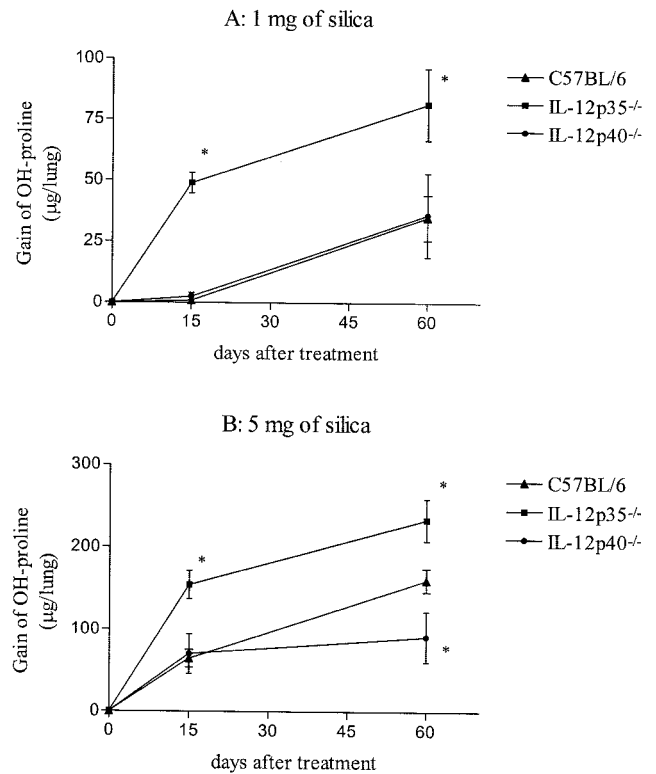 A: 1 mg of silica
100
75
50
25
0
Gain of OH-proline
(µg/lung)
*
*
C57BL/6
IL-12p35-/-
IL-12p40-/-
0 15 30 45 60
days after treatment
B: 5 mg of silica
300
200
100
0
Gain of OH-proline
(µg/lung)
*
*
*
C57BL/6
IL-12p35-/-
IL-12p40-/-
0 15 30 45 60
days after treatment